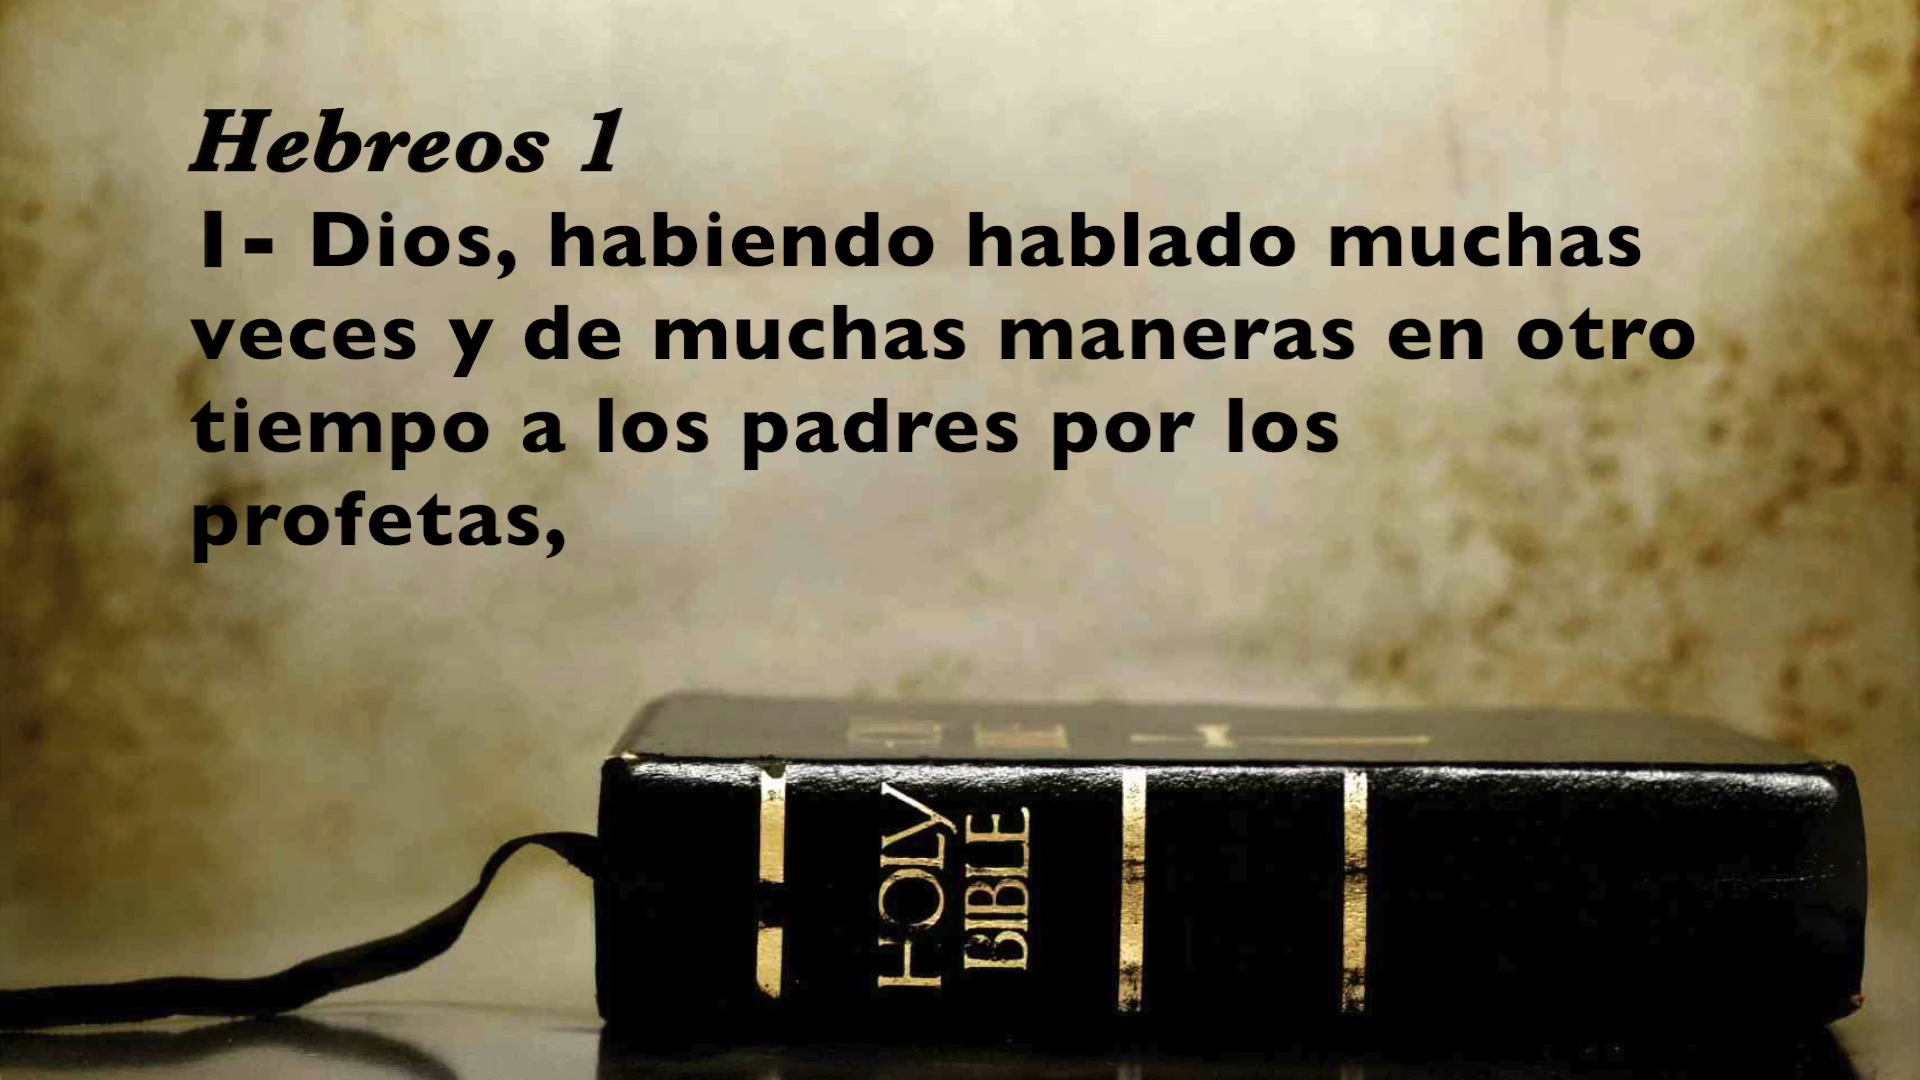 Hebreos 1
1- Dios, habiendo hablado muchas
veces y de muchas maneras en otro
tiempo a los padres por los
profetas,
HOLY
BIBLE